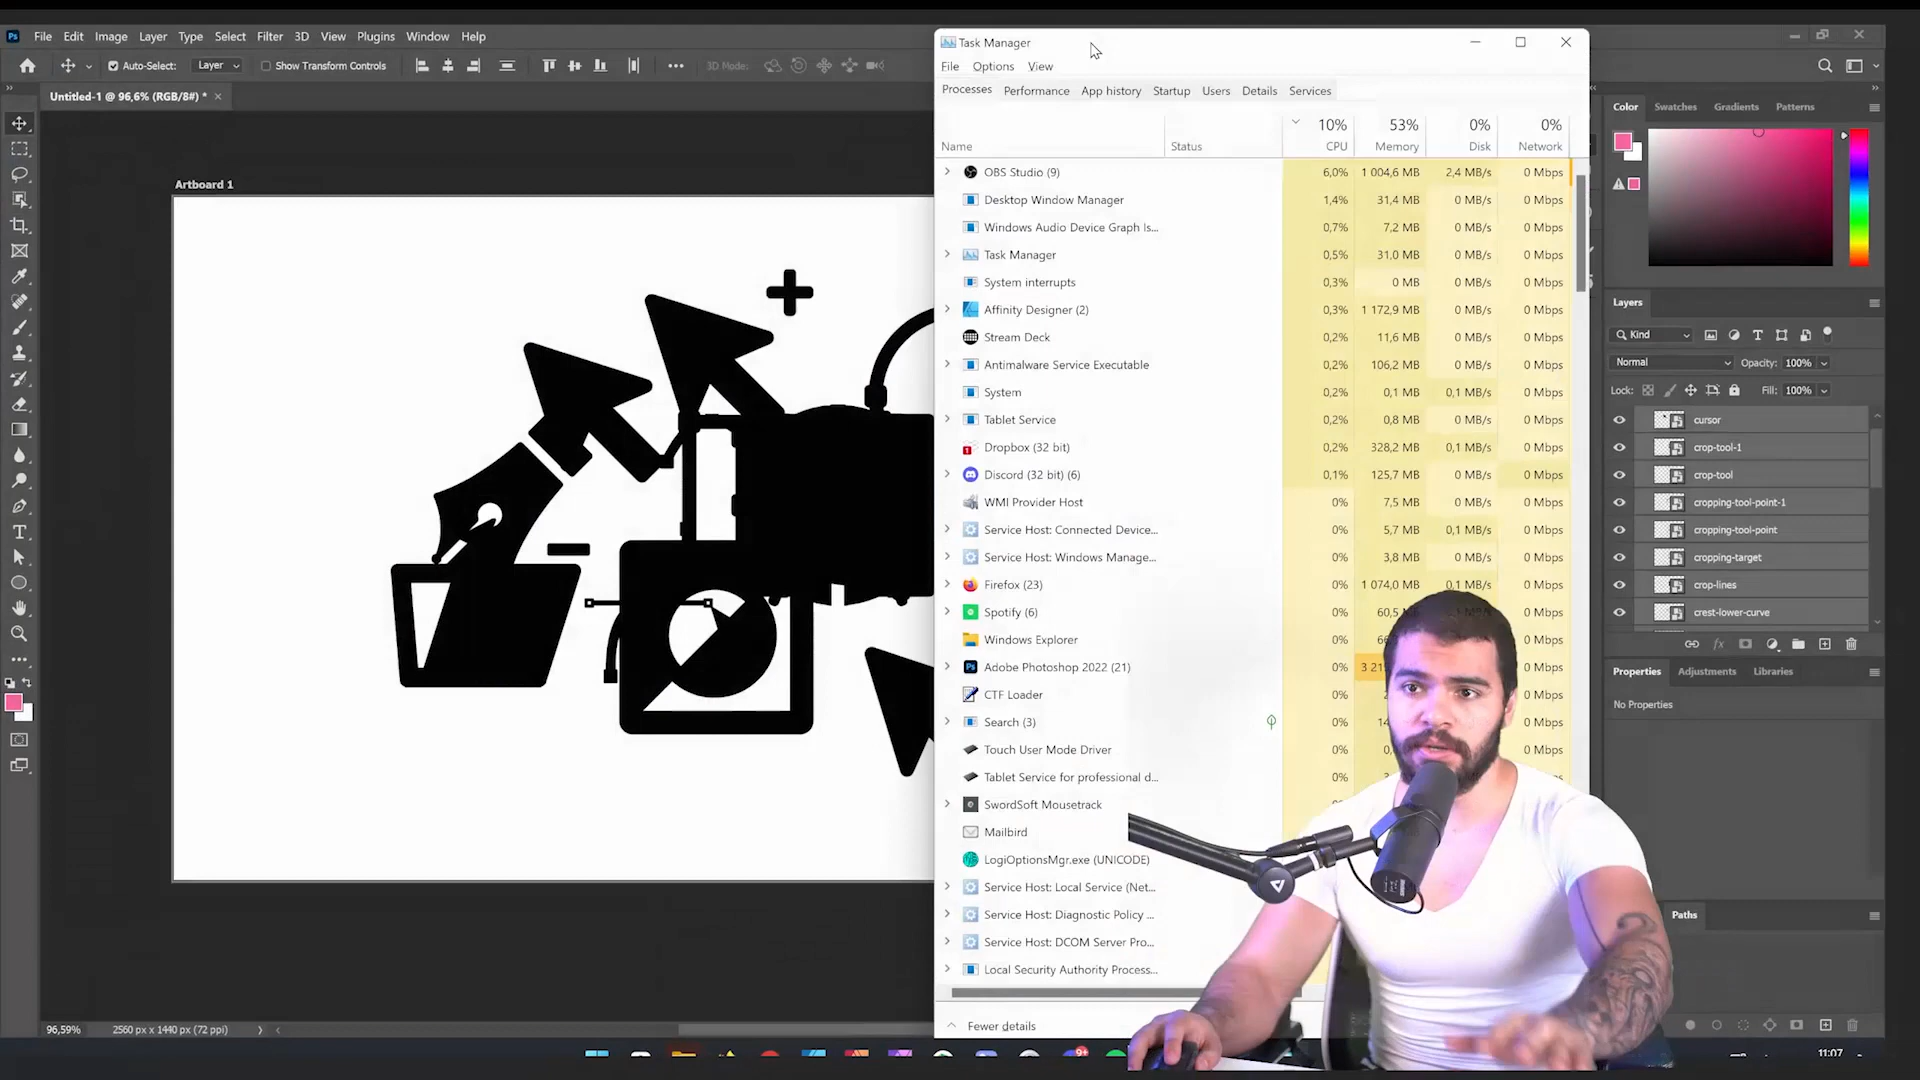 Ps File Edit Image Layer Type Select Filter 3D View Plugins Window Help
Auto-Select: Layer Show Transform Controls 3D Mode:
Untitled-1 @ 96,6% (RGB/8#) *
Artboard 1
96,59% 2560 px x 1440 px (72 ppi)
Task Manager
File Options View
Processes Performance App history Startup Users Details Services
10% 53% 0% 0%
Name Status CPU Memory Disk Network
OBS Studio (9) 6,0% 1 004,6 MB 2,4 MB/s 0 Mbps
Desktop Window Manager 1,4% 31,4 MB 0 MB/s 0 Mbps
Windows Audio Device Graph Is... 0,7% 7,2 MB 0 MB/s 0 Mbps
Task Manager 0,5% 31,0 MB 0 MB/s 0 Mbps
System interrupts 0,3% 0 MB 0 MB/s 0 Mbps
Affinity Designer (2) 0,3% 1 172,9 MB 0 MB/s 0 Mbps
Stream Deck 0,2% 11,6 MB 0 MB/s 0 Mbps
Antimalware Service Executable 0,2% 106,2 MB 0 MB/s 0 Mbps
System 0,2% 0,1 MB 0,1 MB/s 0 Mbps
Tablet Service 0,2% 0,8 MB 0 MB/s 0 Mbps
Dropbox (32 bit) 0,2% 328,2 MB 0,1 MB/s 0 Mbps
Discord (32 bit) (6) 0,1% 125,7 MB 0 MB/s 0 Mbps
WMI Provider Host 0% 7,5 MB 0 MB/s 0 Mbps
Service Host: Connected Device... 0% 5,7 MB 0,1 MB/s 0 Mbps
Service Host: Windows Manage... 0% 3,8 MB 0 MB/s 0 Mbps
Firefox (23) 0% 1 074,0 MB 0,1 MB/s 0 Mbps
Spotify (6) 0% 60,5 0 Mbps
Windows Explorer 0% 0 Mbps
Adobe Photoshop 2022 (21) 0% 0 Mbps
CTF Loader 0% 0 Mbps
Search (3) 0% 0 Mbps
Touch User Mode Driver 0% 0 Mbps
Tablet Service for professional d... 0% 0 Mbps
SwordSoft Mousetrack
Mailbird
LogiOptionsMgr.exe (UNICODE)
Service Host: Local Service (Net...
Service Host: Diagnostic Policy ...
Service Host: DCOM Server Pro...
Local Security Authority Process...
Fewer details
Color Swatches Gradients Patterns
Layers
Kind
Normal Opacity: 100%
Lock: Fill: 100%
cursor
crop-tool-1
crop-tool
cropping-tool-point-1
cropping-tool-point
cropping-target
crop-lines
crest-lower-curve
Properties Adjustments Libraries
No Properties
Paths
11:07